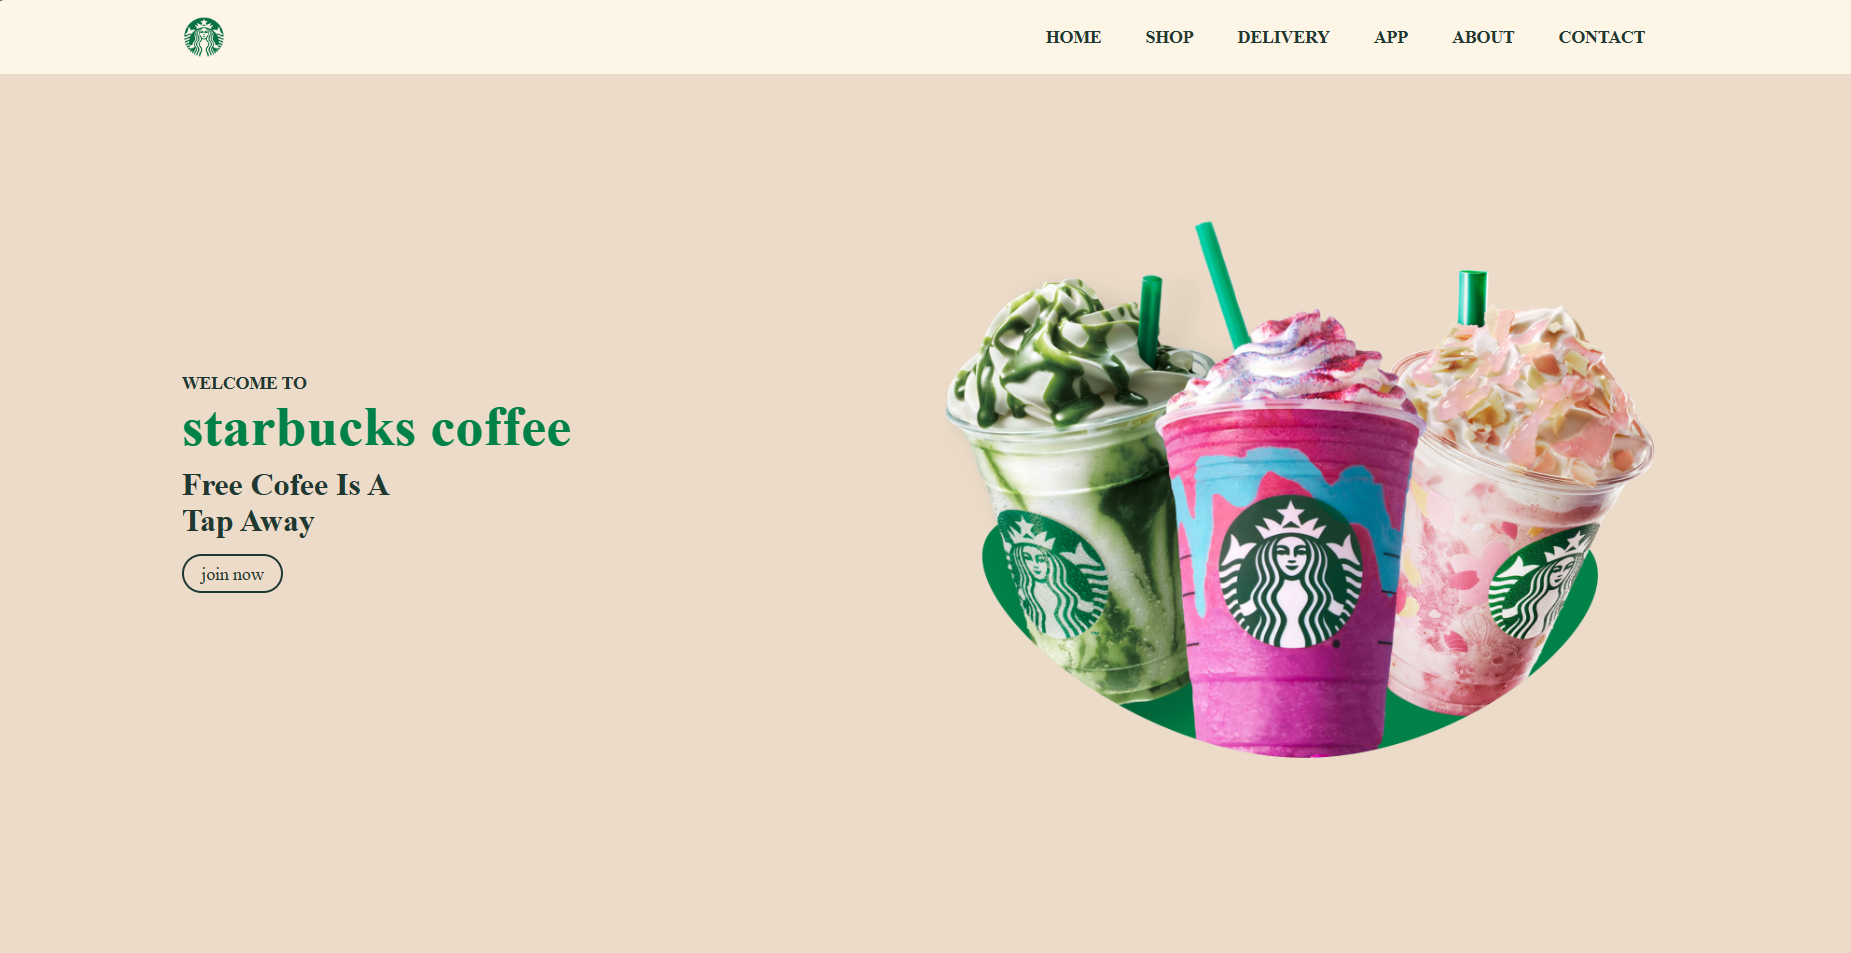 HOME SHOP DELIVERY APP ABOUT CONTACT
WELCOME TO
starbucks coffee
Free Cofee Is A
Tap Away
join now